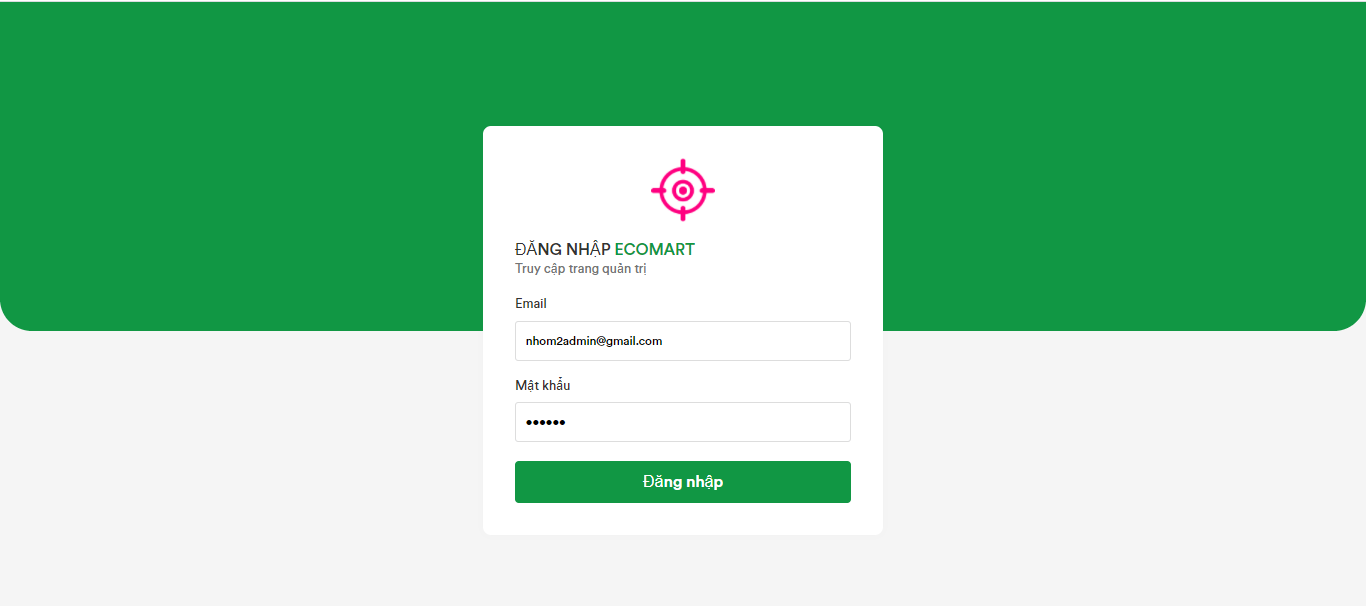 ĐĂNG NHẬP ECOMART
Truy cập trang quản trị
Email
nhom2admin@gmail.com
Mật khẩu
••••••
Đăng nhập